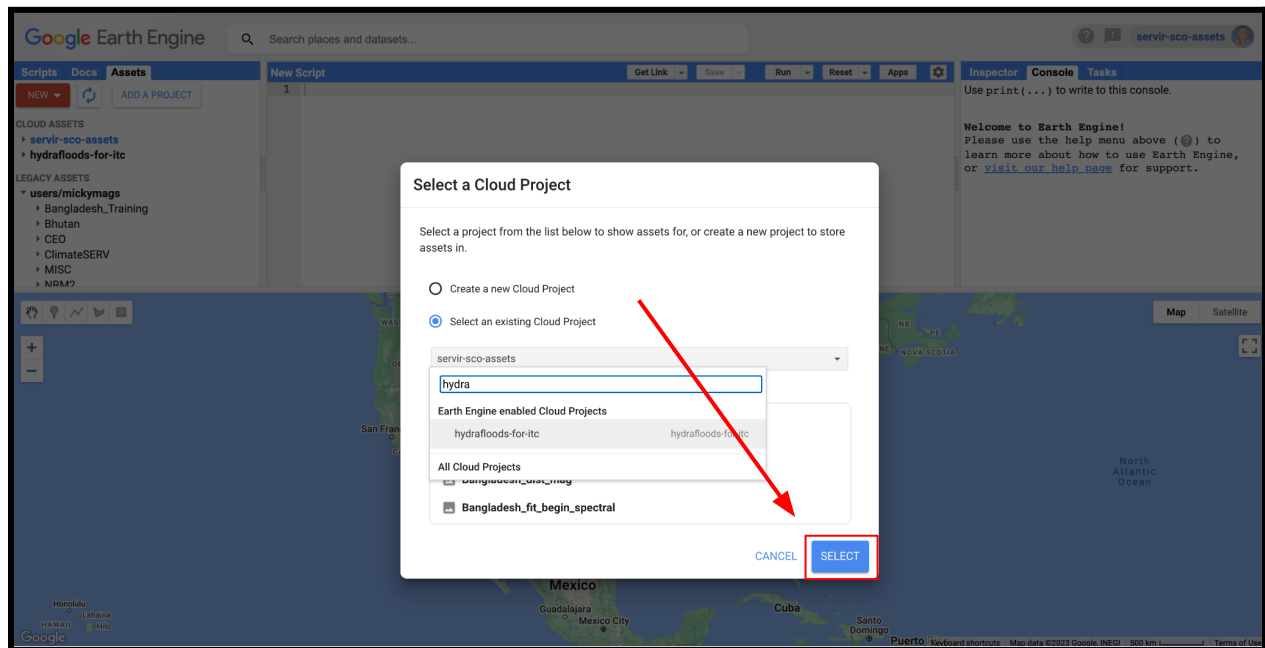 Google Earth Engine
Search places and datasets...
servir-sco-assets
Scripts Docs Assets
NEW
ADD A PROJECT
CLOUD ASSETS
servir-sco-assets
hydrafloods-for-itc
LEGACY ASSETS
users/mickymags
Bangladesh_Training
Bhutan
CEO
ClimateSERV
MISC
NRM2
New Script
Get Link Save Run Reset Apps
1
Inspector Console Tasks
Use print(...) to write to this console.
Welcome to Earth Engine!
Please use the help menu above (?) to
learn more about how to use Earth Engine,
or visit our help page for support.
Select a Cloud Project
Select a project from the list below to show assets for, or create a new project to store
assets in.
Create a new Cloud Project
Select an existing Cloud Project
servir-sco-assets
hydra
Earth Engine enabled Cloud Projects
hydrafloods-for-itc hydrafloods-for-itc
All Cloud Projects
Bangladesh_dist_mag
Bangladesh_fit_begin_spectral
CANCEL SELECT
Map Satellite
+
−
NB
PE
NOVA SCOTIA
San Fran
North
Atlantic
Ocean
Mexico
Guadalajara
Mexico City
Cuba
Santo
Domingo
Puerto
Honolulu
Lahaina
HAWAII
Hilo
Google
Keyboard shortcuts Map data ©2023 Google, INEGI 500 km Terms of Use